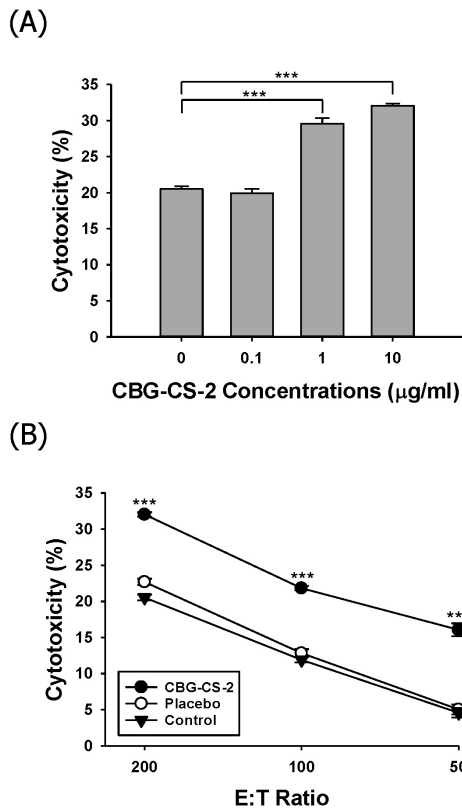 (A)
***
***
35
30
25
20
15
10
5
0
Cytotoxicity (%)
0 0.1 1 10
CBG-CS-2 Concentrations (μg/ml)
(B)
35
30
25
20
15
10
5
0
Cytotoxicity (%)
***
***
**
CBG-CS-2
Placebo
Control
200 100 50
E:T Ratio